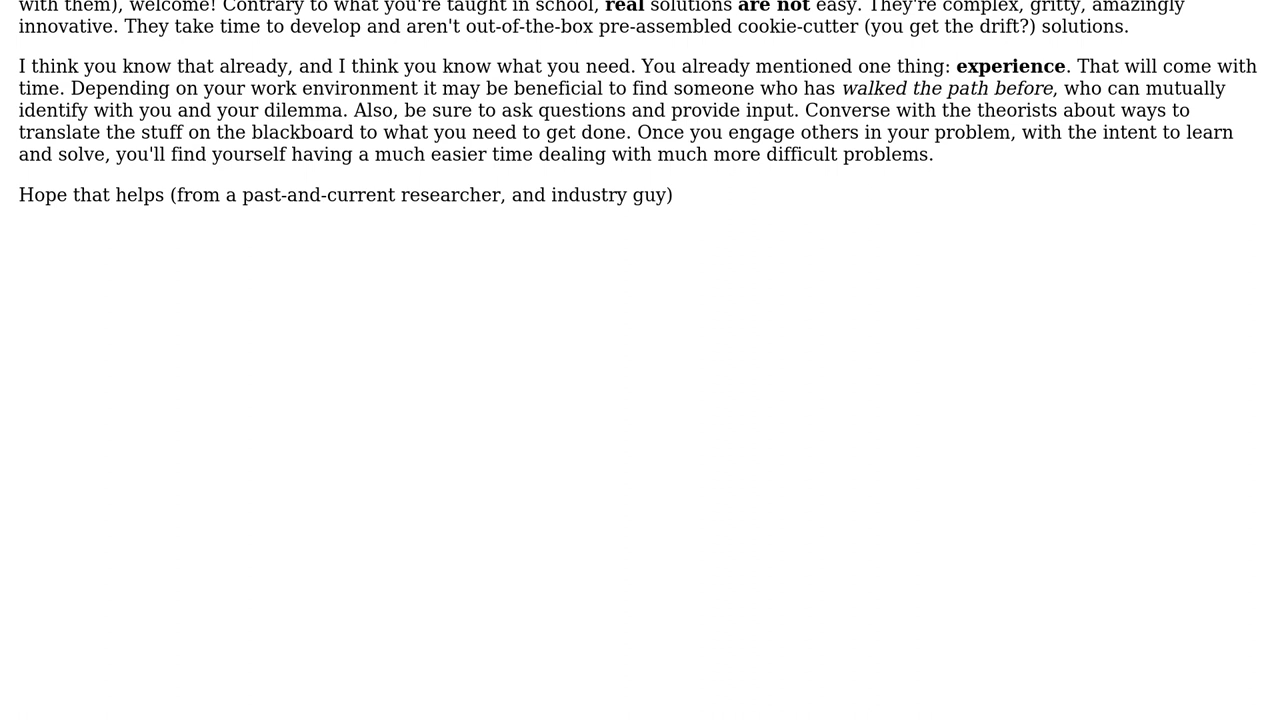 with them), welcome! Contrary to what you're taught in school, real solutions are not easy. They're complex, gritty, amazingly
innovative. They take time to develop and aren't out-of-the-box pre-assembled cookie-cutter (you get the drift?) solutions.
I think you know that already, and I think you know what you need. You already mentioned one thing: experience. That will come with
time. Depending on your work environment it may be beneficial to find someone who has walked the path before, who can mutually
identify with you and your dilemma. Also, be sure to ask questions and provide input. Converse with the theorists about ways to
translate the stuff on the blackboard to what you need to get done. Once you engage others in your problem, with the intent to learn
and solve, you'll find yourself having a much easier time dealing with much more difficult problems.
Hope that helps (from a past-and-current researcher, and industry guy)